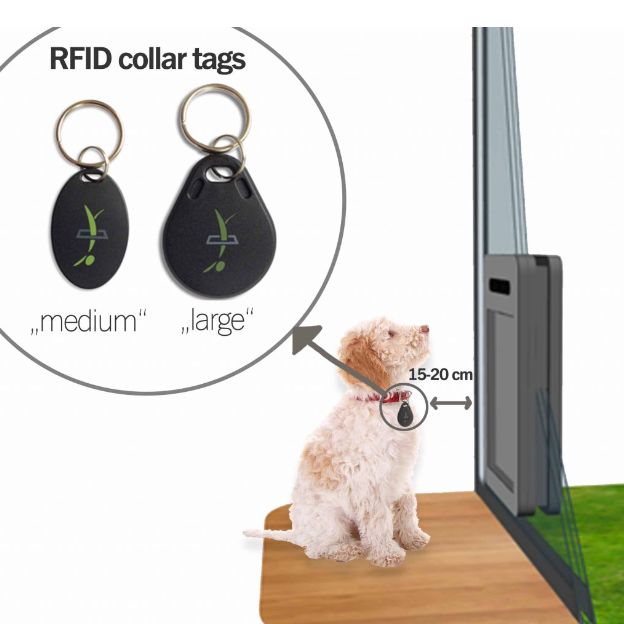 RFID collar tags
„medium“
„large“
15-20 cm